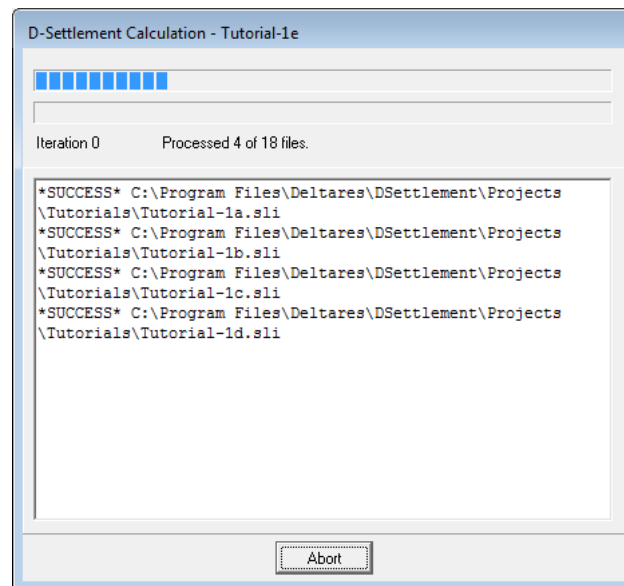 D-Settlement Calculation - Tutorial-1e
Iteration 0 Processed 4 of 18 files.
*SUCCESS* C:\Program Files\Deltares\DSettlement\Projects
\Tutorials\Tutorial-1a.sli
*SUCCESS* C:\Program Files\Deltares\DSettlement\Projects
\Tutorials\Tutorial-1b.sli
*SUCCESS* C:\Program Files\Deltares\DSettlement\Projects
\Tutorials\Tutorial-1c.sli
*SUCCESS* C:\Program Files\Deltares\DSettlement\Projects
\Tutorials\Tutorial-1d.sli
Abort